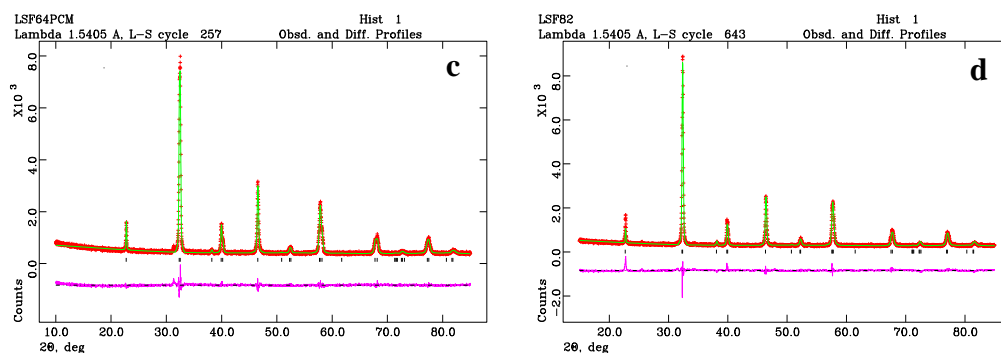 LSF64PCM Hist 1
Lambda 1.5405 A, L-S cycle 257 Obsd. and Diff. Profiles
c
X10 3
8.0
6.0
4.0
2.0
0.0
Counts
10.0 20.0 30.0 40.0 50.0 60.0 70.0 80.0
2Θ, deg
LSF82 Hist 1
Lambda 1.5405 A, L-S cycle 643 Obsd. and Diff. Profiles
d
X10 3
8.0
6.0
4.0
2.0
0.0
−2.0
Counts
20.0 30.0 40.0 50.0 60.0 70.0 80.0
2Θ, deg